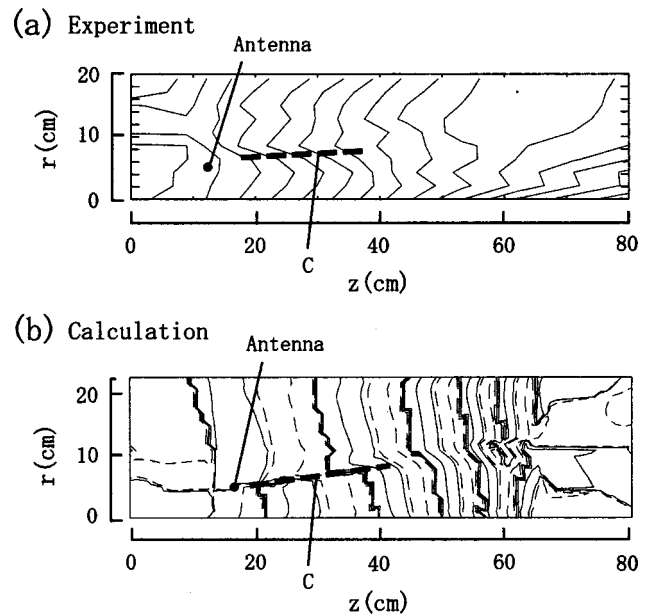 (a) Experiment
Antenna
20
10
0
r(cm)
0 20 40 60 80
C
z(cm)
(b) Calculation
Antenna
20
10
0
r(cm)
0 20 40 60 80
C
z(cm)